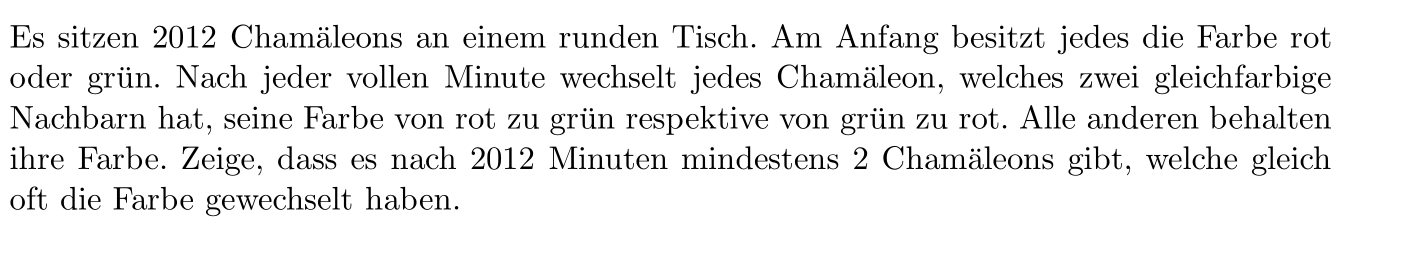 Es sitzen 2012 Chamäleons an einem runden Tisch. Am Anfang besitzt jedes die Farbe rot
oder grün. Nach jeder vollen Minute wechselt jedes Chamäleon, welches zwei gleichfarbige
Nachbarn hat, seine Farbe von rot zu grün respektive von grün zu rot. Alle anderen behalten
ihre Farbe. Zeige, dass es nach 2012 Minuten mindestens 2 Chamäleons gibt, welche gleich
oft die Farbe gewechselt haben.